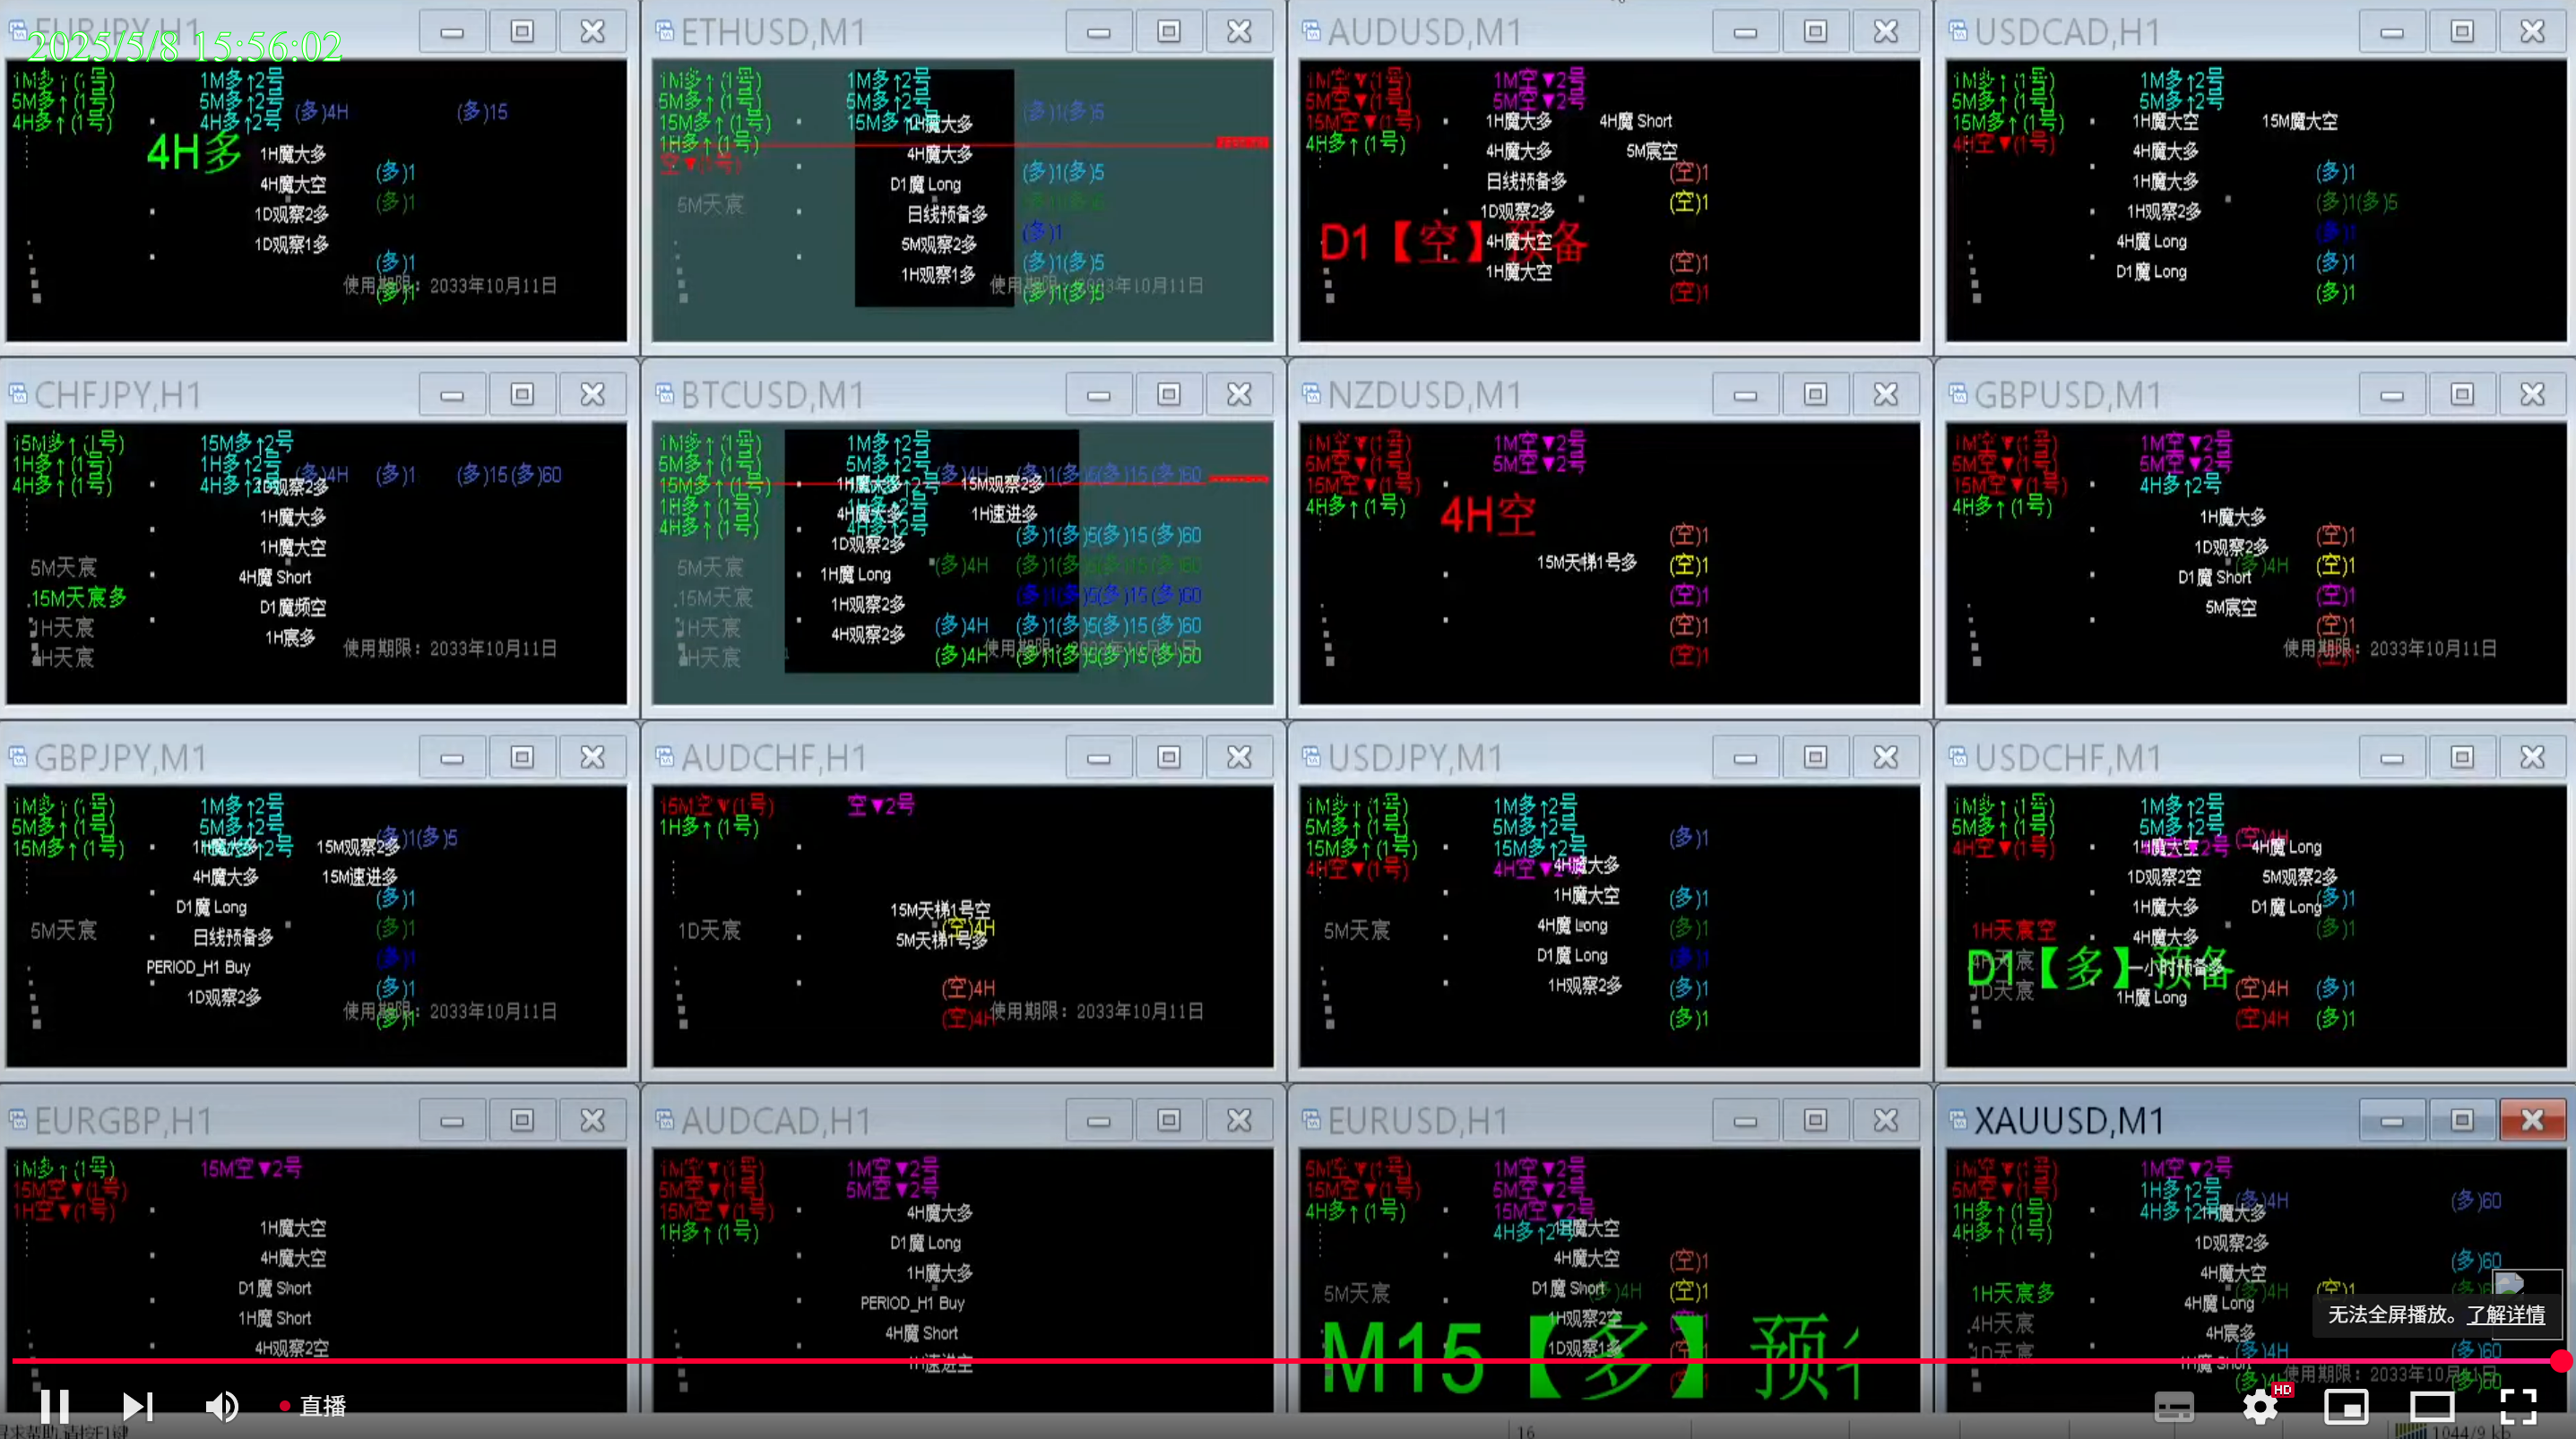 EURJPY,H1
2025/5/8 15:56:02
1M多↑(1号)
5M多↑(1号)
4H多↑(1号)
1M多↑2号
5M多↑2号
4H多↑2号
(多)4H
(多)15
4H多
1H魔大多
4H魔大空
1D观察2多
1D观察1多
(多)1
(多)1
(多)1
(多)1
使用期限：2033年10月11日
ETHUSD,M1
1M多↑(1号)
5M多↑(1号)
15M多↑(1号)
1H多↑(1号)
空▼(1号)
1M多↑2号
5M多↑2号
15M多↑2号
(多)1(多)5
1H魔大多
4H魔大多
D1魔 Long
日线预备多
5M观察2多
1H观察1多
5M天宸
(多)1(多)5
(多)1
(多)1(多)5
(多)1(多)5
AUDUSD,M1
1M空▼(1号)
5M空▼(1号)
15M空▼(1号)
4H多↑(1号)
1M空▼2号
5M空▼2号
1H魔大多
4H魔 Short
4H魔大多
5M宸空
日线预备多
1D观察2多
4H魔大空
1H魔大空
D1【空】预备
(空)1
(空)1
(空)1
(空)1
USDCAD,H1
1M多↑(1号)
5M多↑(1号)
15M多↑(1号)
4H空▼(1号)
1M多↑2号
5M多↑2号
1H魔大空
15M魔大空
4H魔大多
1H魔大多
1H观察2多
4H魔 Long
D1魔 Long
(多)1
(多)1(多)5
(多)1
(多)1
(多)1
CHFJPY,H1
15M多↑(1号)
1H多↑(1号)
4H多↑(1号)
15M多↑2号
1H多↑2号
4H多↑2号
(多)4H
(多)1
(多)15(多)60
1D观察2多
1H魔大多
1H魔大空
4H魔 Short
D1魔频空
1H宸多
5M天宸
15M天宸多
1H天宸
4H天宸
使用期限：2033年10月11日
BTCUSD,M1
1M多↑(1号)
5M多↑(1号)
15M多↑(1号)
1H多↑(1号)
4H多↑(1号)
1M多↑2号
5M多↑2号
(多)4H
(多)1(多)5(多)15(多)60
1H魔大多
15M观察2多
4H魔大多
1H速进多
1D观察2多
1H魔 Long
1H观察2多
4H观察2多
5M天宸
15M天宸
1H天宸
4H天宸
(多)1(多)5(多)15(多)60
(多)4H
(多)1(多)5(多)15(多)60
(多)1(多)5(多)15(多)60
(多)4H
(多)1(多)5(多)15(多)60
(多)4H
(多)1(多)5(多)15(多)60
NZDUSD,M1
1M空▼(1号)
5M空▼(1号)
15M空▼(1号)
4H多↑(1号)
1M空▼2号
5M空▼2号
4H空
15M天梯1号多
(空)1
(空)1
(空)1
(空)1
(空)1
GBPUSD,M1
1M空▼(1号)
5M空▼(1号)
15M空▼(1号)
4H多↑(1号)
1M空▼2号
5M空▼2号
4H多↑2号
1H魔大多
1D观察2多
D1魔 Short
5M宸空
(多)4H
(空)1
(空)1
(空)1
(空)1
(空)1
使用期限：2033年10月11日
GBPJPY,M1
1M多↑(1号)
5M多↑(1号)
15M多↑(1号)
1M多↑2号
5M多↑2号
15M多↑2号
(多)1(多)5
1H魔大多
15M观察2多
4H魔大多
15M速进多
D1魔 Long
日线预备多
PERIOD_H1 Buy
1D观察2多
5M天宸
(多)1
(多)1
(多)1
(多)1
(多)1
使用期限：2033年10月11日
AUDCHF,H1
15M空▼(1号)
1H多↑(1号)
空▼2号
15M天梯1号空
5M天梯1号多
1D天宸
(空)4H
(空)4H
(空)4H
使用期限：2033年10月11日
USDJPY,M1
1M多↑(1号)
5M多↑(1号)
15M多↑(1号)
4H空▼(1号)
1M多↑2号
5M多↑2号
15M多↑2号
4H空▼2号
4H魔大多
1H魔大空
4H魔 Long
D1魔 Long
1H观察2多
5M天宸
(多)1
(多)1
(多)1
(多)1
(多)1
(多)1
USDCHF,M1
1M多↑(1号)
5M多↑(1号)
4H空▼(1号)
1M多↑2号
5M多↑2号
(空)4H
1H魔大空
4H魔 Long
1D观察2空
5M观察2多
1H魔大多
D1魔 Long
4H魔大多
一小时预备多
1H魔 Long
1H天宸空
4H天宸
1D天宸
D1【多】预备
(多)1
(多)1
(空)4H
(多)1
(空)4H
(多)1
EURGBP,H1
1M多↑(1号)
15M空▼(1号)
1H空▼(1号)
15M空▼2号
1H魔大空
4H魔大空
D1魔 Short
1H魔 Short
4H观察2空
AUDCAD,H1
1M空▼(1号)
5M空▼(1号)
15M空▼(1号)
1H多↑(1号)
1M空▼2号
5M空▼2号
4H魔大多
D1魔 Long
1H魔大多
PERIOD_H1 Buy
4H魔 Short
1H速进空
EURUSD,H1
5M空▼(1号)
15M空▼(1号)
4H多↑(1号)
1M空▼2号
5M空▼2号
15M空▼2号
4H多↑2号
1H魔大空
4H魔大空
D1魔 Short
1H观察2空
1D观察1多
5M天宸
(多)4H
(空)1
(空)1
M15【多】预
XAUUSD,M1
1M空▼(1号)
5M空▼(1号)
1H多↑(1号)
4H多↑(1号)
1M空▼2号
1H多↑2号
4H多↑2号
(多)4H
(多)60
1H魔大多
1D观察2多
4H魔大空
4H魔 Long
4H宸多
1H魔 Short
1H天宸多
4H天宸
1D天宸
(多)60
(多)4H
(空)1
(多)4H
(多)60
使用期限：2033年10月11日
无法全屏播放。了解详情
直播
HD
寻求帮助,请按F1键
16
1044/9 kb